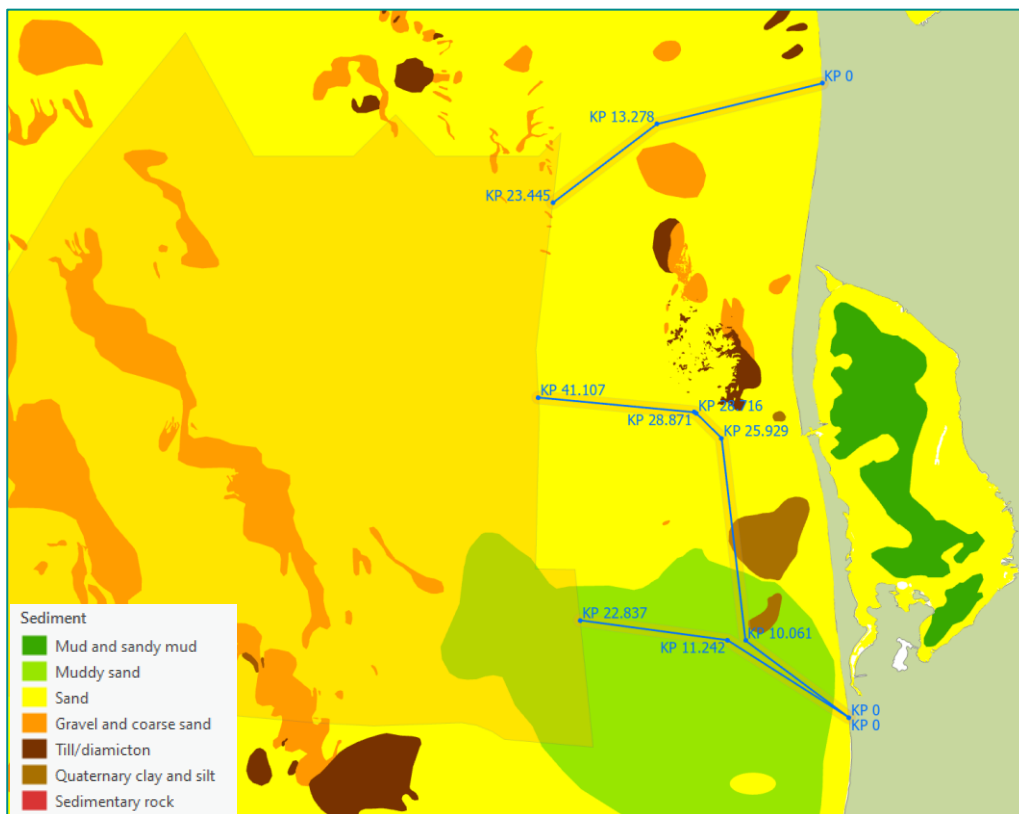 KP 0
KP 13.278
KP 23.445
KP 41.107
KP 28.716
KP 28.871
KP 25.929
KP 22.837
KP 10.061
KP 11.242
KP 0
KP 0
Sediment
Mud and sandy mud
Muddy sand
Sand
Gravel and coarse sand
Till/diamicton
Quaternary clay and silt
Sedimentary rock